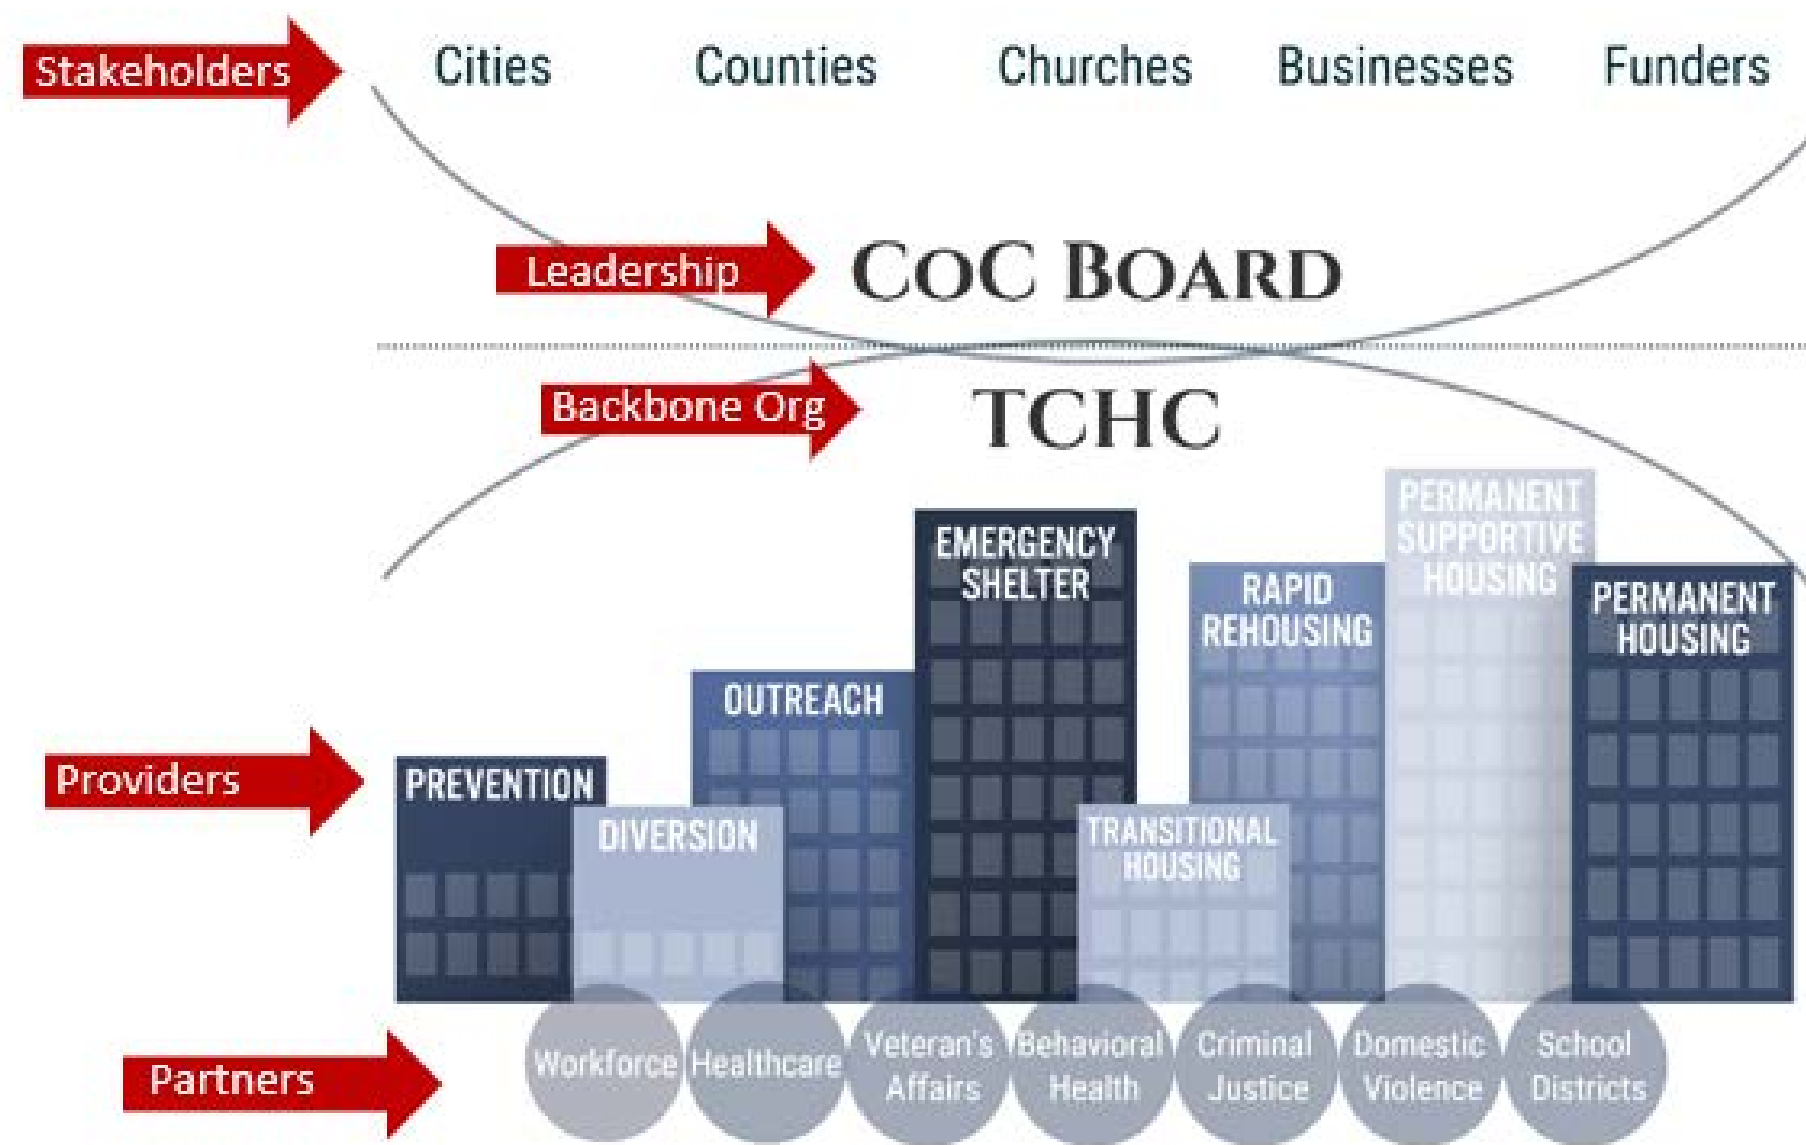 Stakeholders Cities Counties Churches Businesses Funders
Leadership CoC Board
Backbone Org TCHC
PERMANENT
SUPPORTIVE
HOUSING
EMERGENCY
SHELTER
RAPID
REHOUSING
PERMANENT
HOUSING
OUTREACH
Providers
PREVENTION
DIVERSION
TRANSITIONAL
HOUSING
Partners
Workforce
Healthcare
Veteran's
Affairs
Behavioral
Health
Criminal
Justice
Domestic
Violence
School
Districts